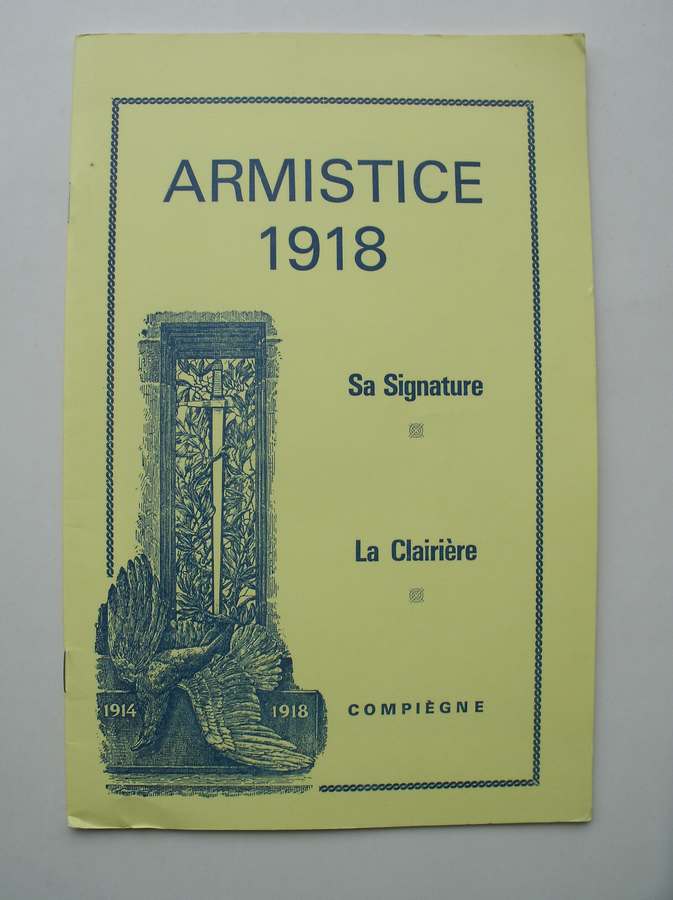 ARMISTICE
1918
Sa Signature
La Clairière
1914
1918
COMPIÈGNE